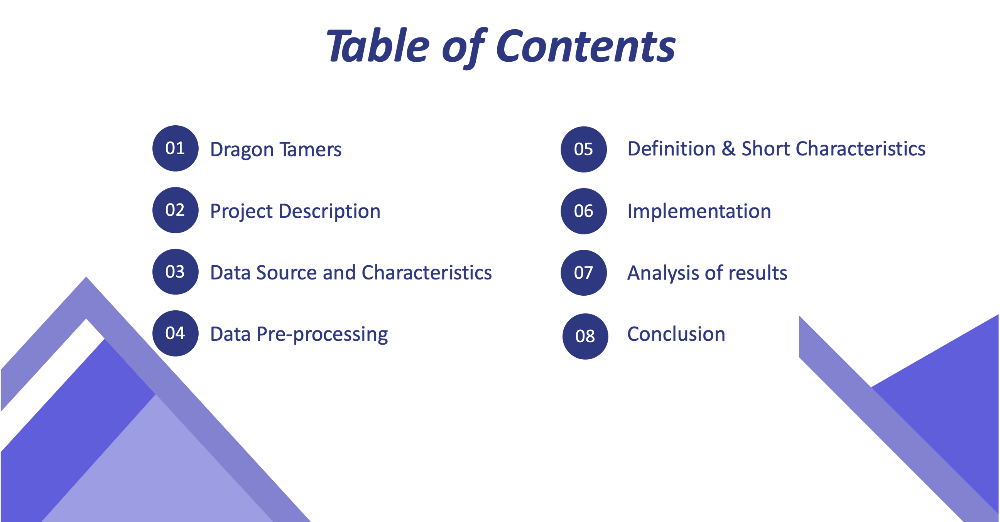 Table of Contents
01 Dragon Tamers
02 Project Description
03 Data Source and Characteristics
04 Data Pre-processing
05 Definition & Short Characteristics
06 Implementation
07 Analysis of results
08 Conclusion